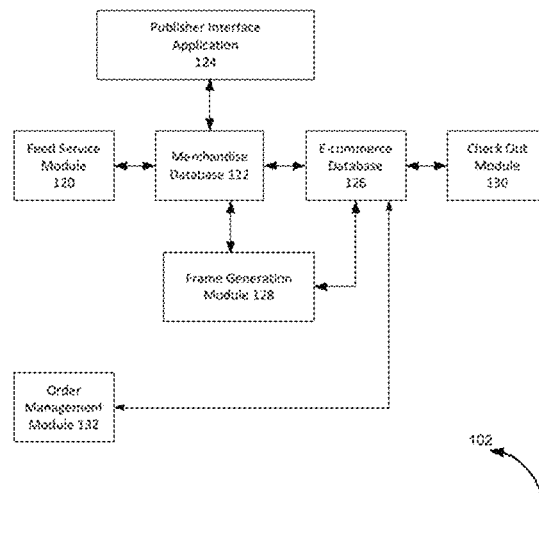 Publisher Interface
Application
124
Feed Service
Module
120
Merchandise
Database 122
E-commerce
Database
126
Check Out
Module
130
Frame Generation
Module 128
Order
Management
Module 132
102